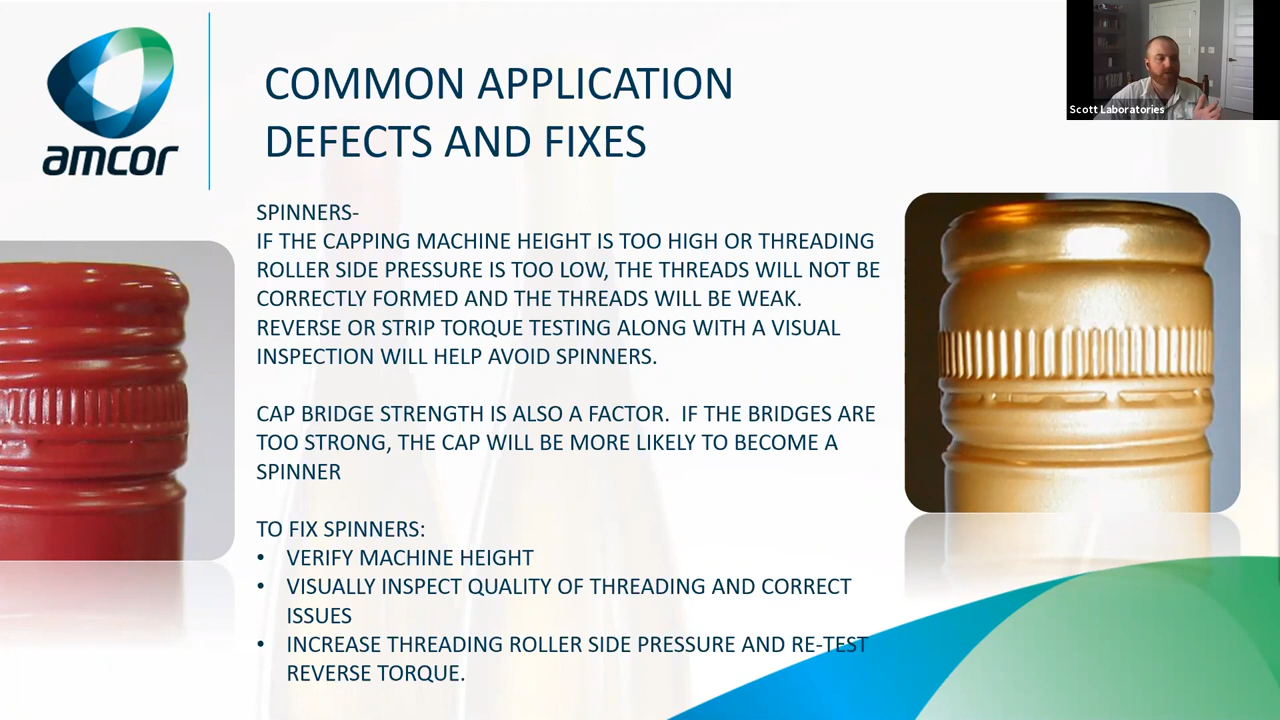 amcor
COMMON APPLICATION
DEFECTS AND FIXES
Scott Laboratories
SPINNERS-
IF THE CAPPING MACHINE HEIGHT IS TOO HIGH OR THREADING
ROLLER SIDE PRESSURE IS TOO LOW, THE THREADS WILL NOT BE
CORRECTLY FORMED AND THE THREADS WILL BE WEAK.
REVERSE OR STRIP TORQUE TESTING ALONG WITH A VISUAL
INSPECTION WILL HELP AVOID SPINNERS.
CAP BRIDGE STRENGTH IS ALSO A FACTOR.  IF THE BRIDGES ARE
TOO STRONG, THE CAP WILL BE MORE LIKELY TO BECOME A
SPINNER
TO FIX SPINNERS:
• VERIFY MACHINE HEIGHT
• VISUALLY INSPECT QUALITY OF THREADING AND CORRECT
ISSUES
• INCREASE THREADING ROLLER SIDE PRESSURE AND RE-TEST
REVERSE TORQUE.